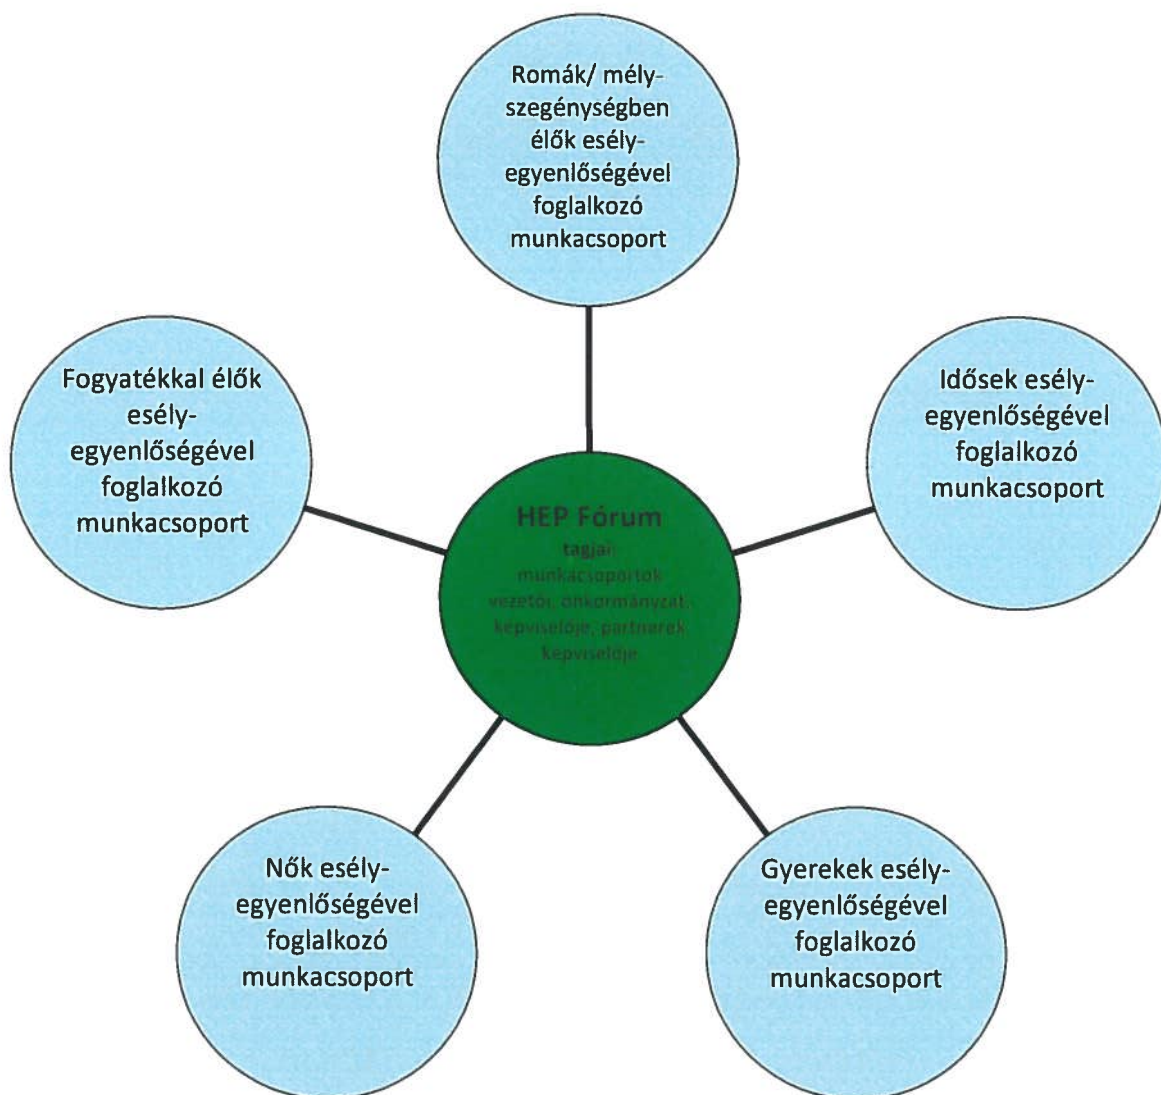 Romák/ mély-
szegénységben
élők esély-
egyenlőségével
foglalkozó
munkacsoport
Fogyatékkal élők
esély-
egyenlőségével
foglalkozó
munkacsoport
Idősek esély-
egyenlőségével
foglalkozó
munkacsoport
HEP Fórum
tagjai:
munkacsoportok
vezetői, önkormányzat,
képviselője, partnerek
képviselője
Nők esély-
egyenlőségével
foglalkozó
munkacsoport
Gyerekek esély-
egyenlőségével
foglalkozó
munkacsoport